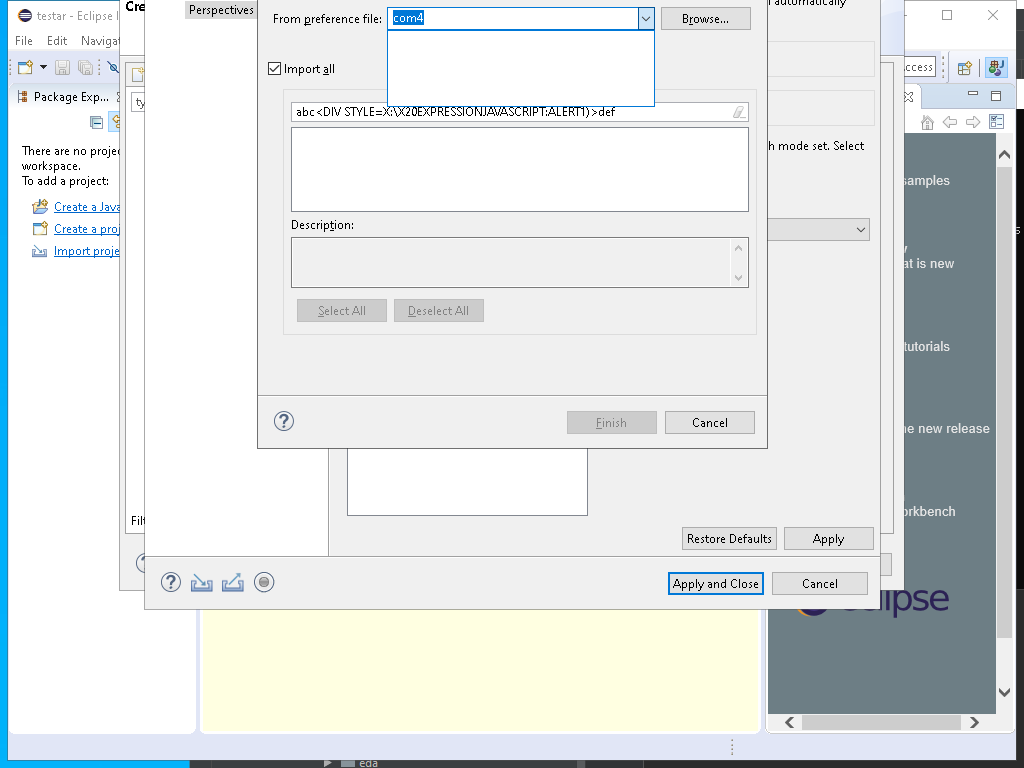 testar - Eclipse I
File Edit Navigat
Package Exp...
There are no projec
workspace.
To add a project:
Create a Java
Create a proj
Import projec
Cre
ty
Filt
Perspectives
From preference file:
com4
Browse...
Import all
abc<DIV STYLE=X:\X20EXPRESSIONJAVASCRIPT:ALERT1)>def
Description:
Select All
Deselect All
Finish
Cancel
automatically
h mode set. Select
Restore Defaults
Apply
Apply and Close
Cancel
ccess
samples
at is new
tutorials
ne new release
orkbench
eclipse
eda